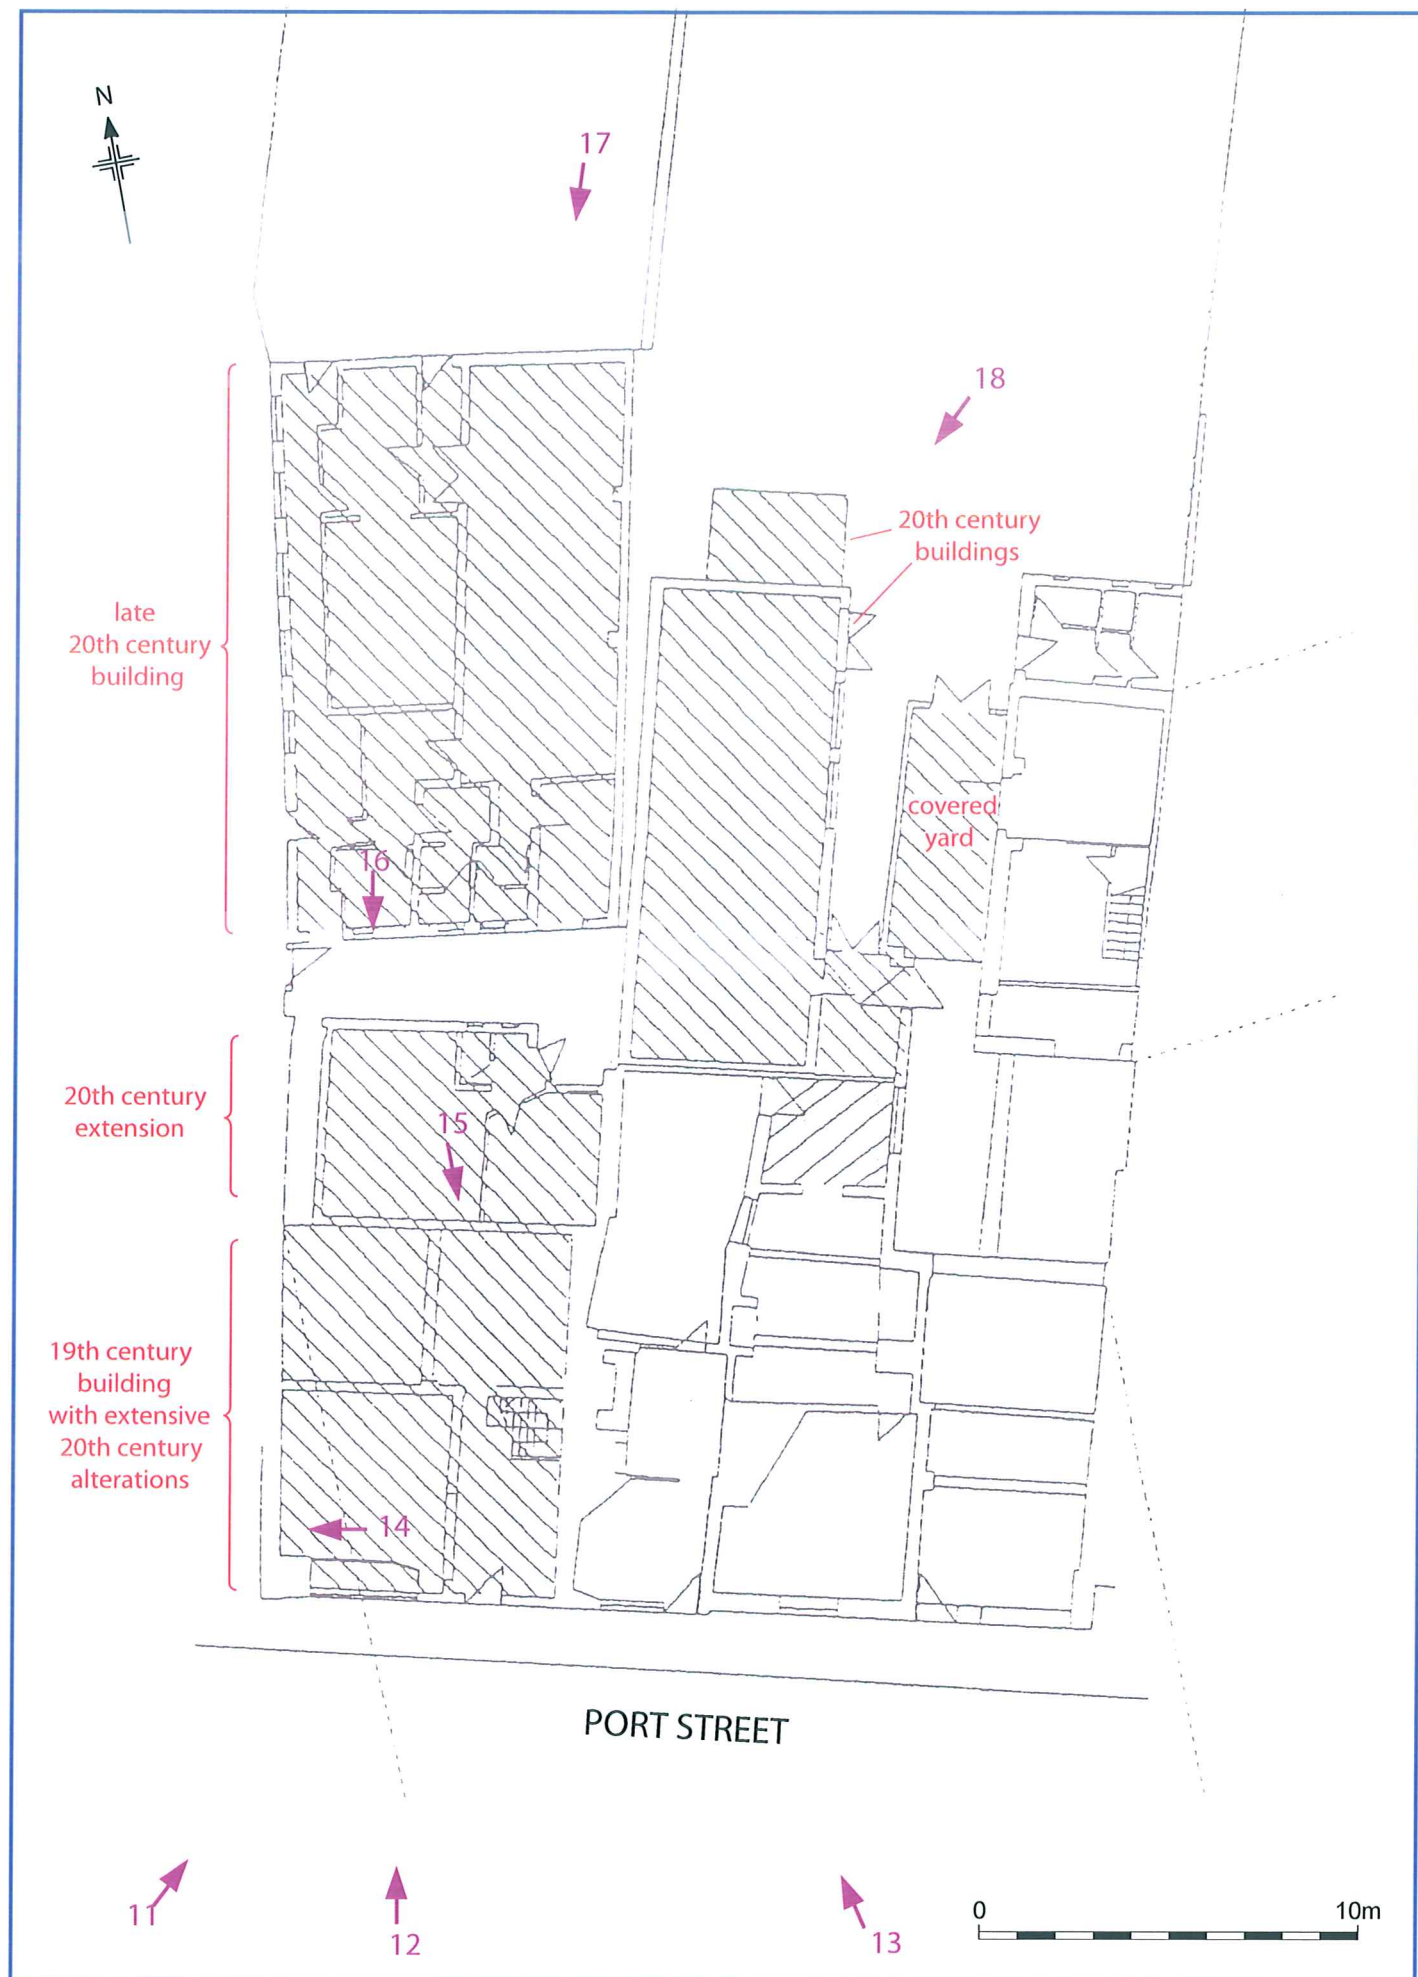 N
17
18
20th century
buildings
late
20th century
building
covered
yard
16
20th century
extension
15
19th century
building
with extensive
20th century
alterations
14
PORT STREET
11
12
13
0 10m